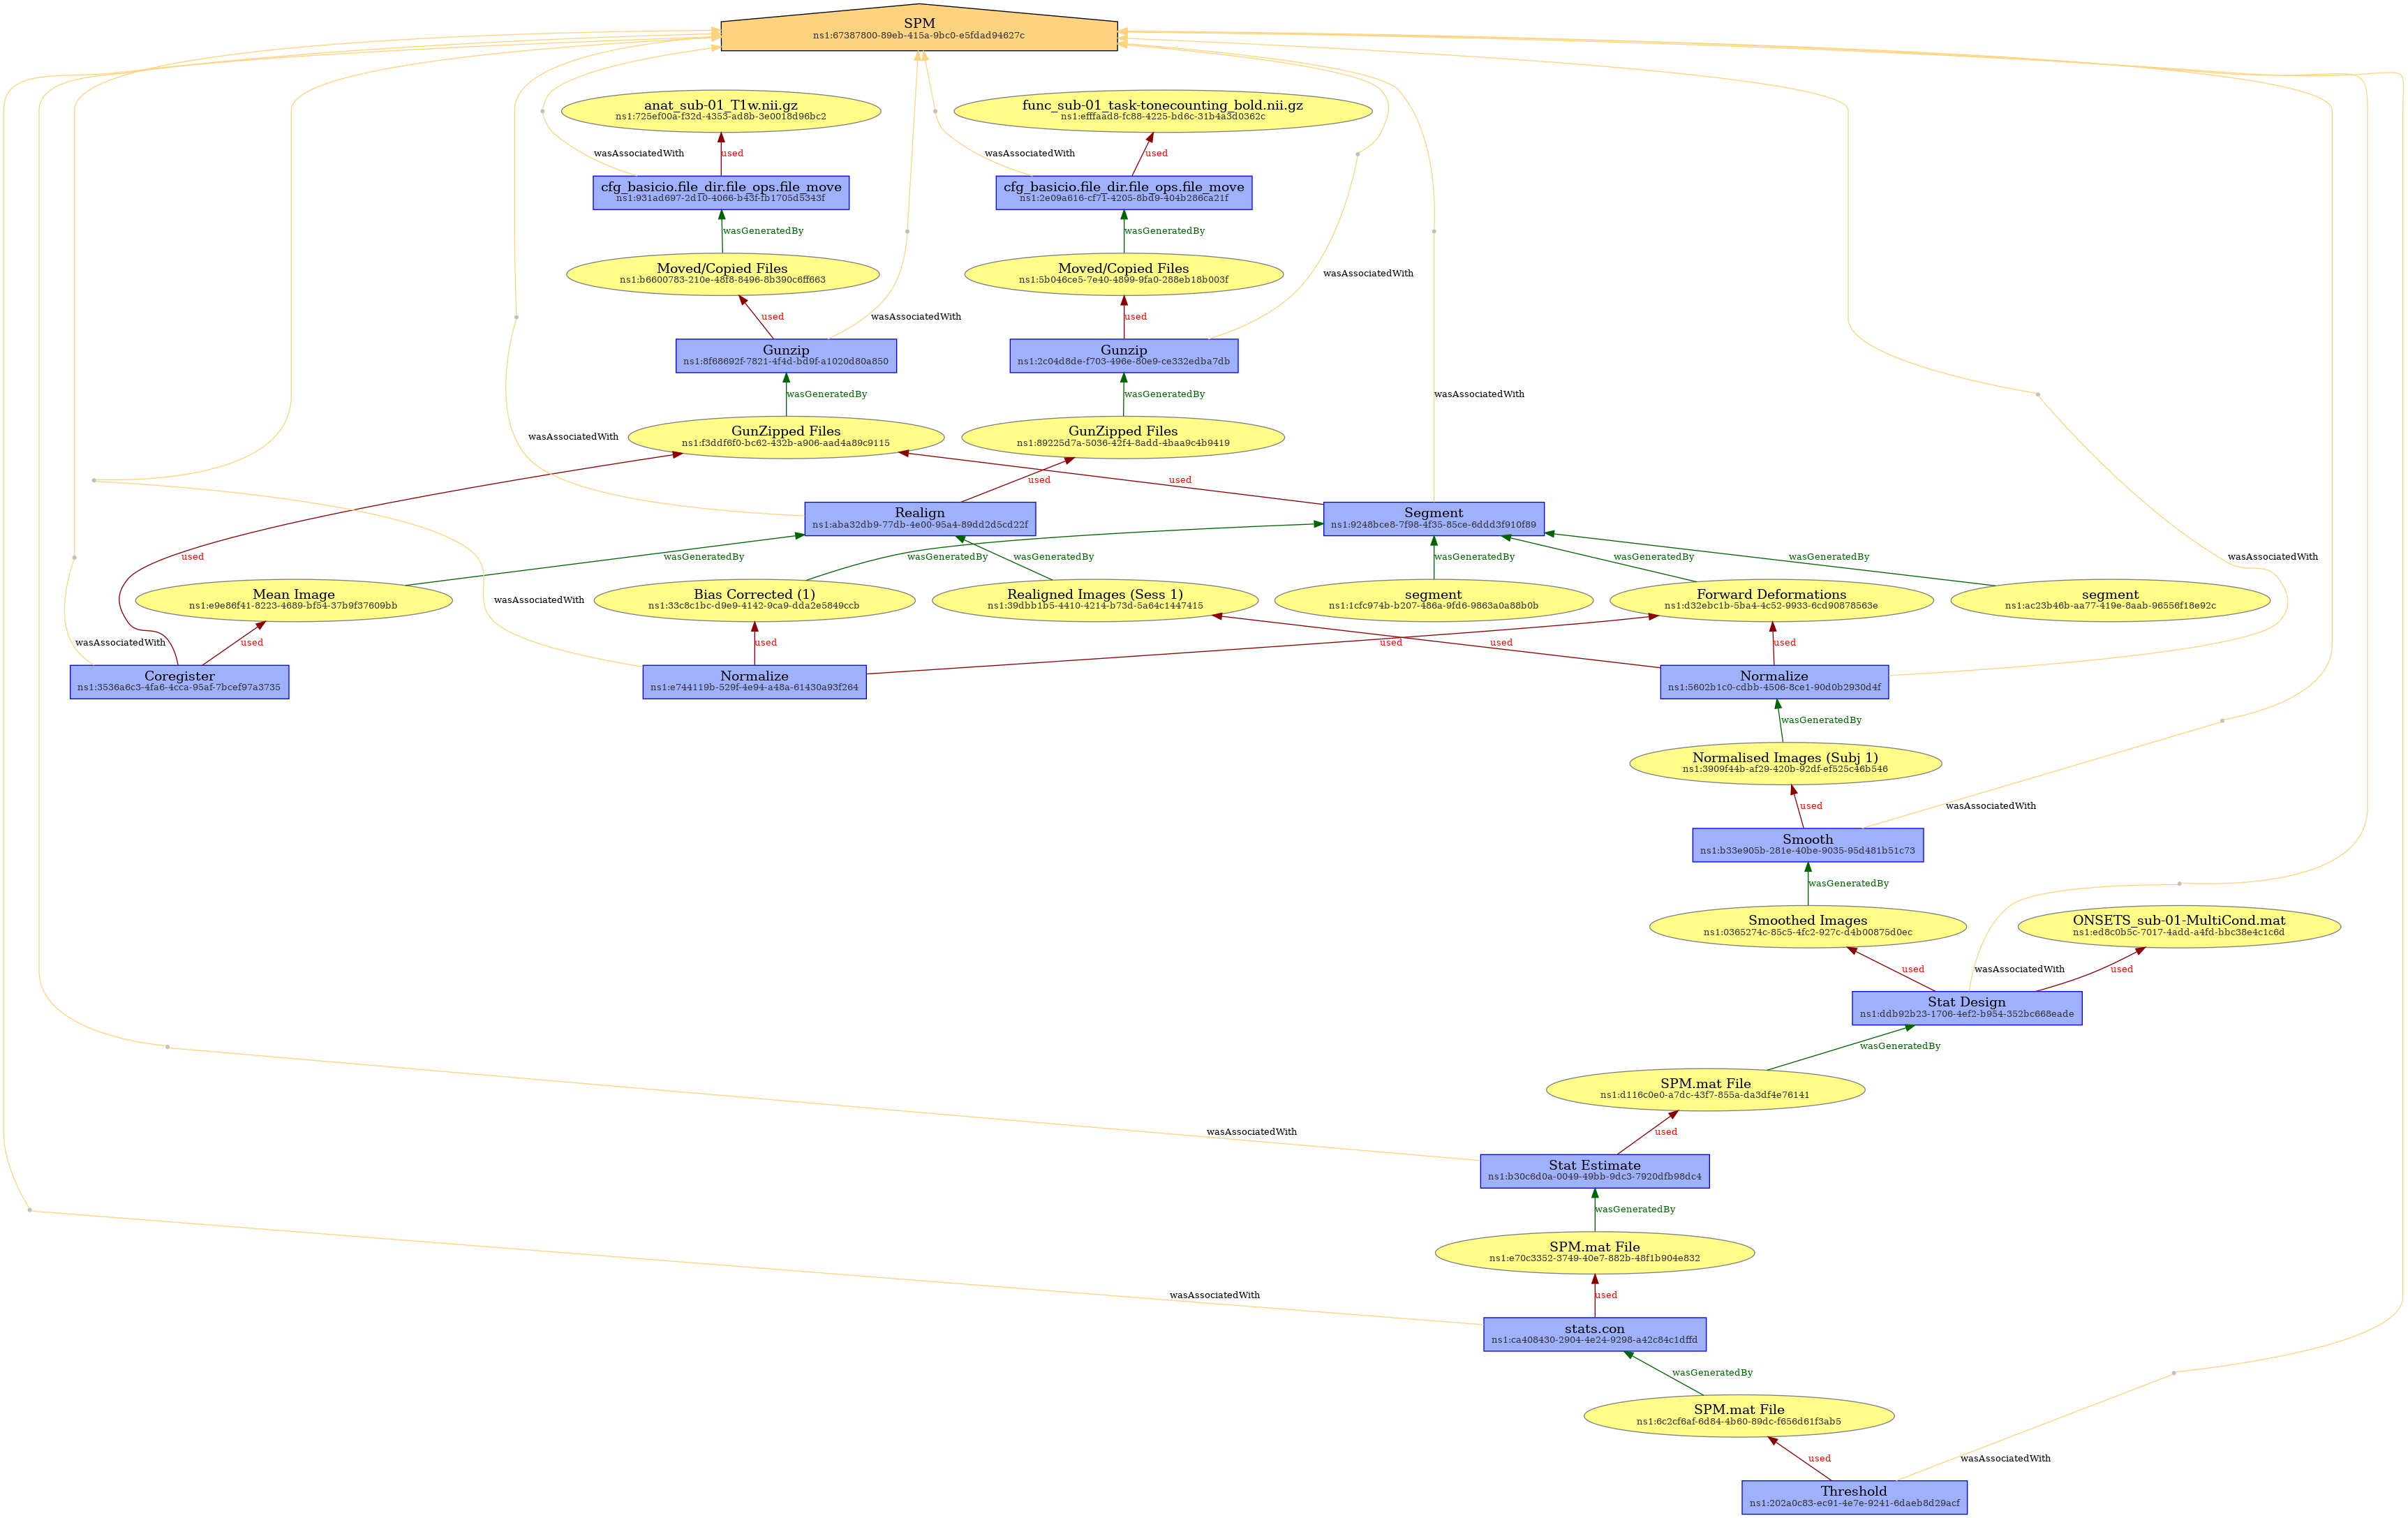 SPM
ns1:67387800-89eb-415a-9bc0-e5fdad94627c
anat_sub-01_T1w.nii.gz
ns1:725ef00a-f32d-4353-ad8b-3e0018d96bc2
func_sub-01_task-tonecounting_bold.nii.gz
ns1:efffaad8-fc88-4225-bd6c-31b4a3d0362c
wasAssociatedWith
used
wasAssociatedWith
used
cfg_basicio.file_dir.file_ops.file_move
ns1:931ad697-2d10-4066-b43f-fb1705d5343f
cfg_basicio.file_dir.file_ops.file_move
ns1:2e09a616-cf71-4205-8bd9-404b286ca21f
wasGeneratedBy
wasGeneratedBy
Moved/Copied Files
ns1:b6600783-210e-48f8-8496-8b390c6ff663
Moved/Copied Files
ns1:5b046ce5-7e40-4899-9fa0-288eb18b003f
wasAssociatedWith
used
wasAssociatedWith
used
Gunzip
ns1:8f68692f-7821-4f4d-bd9f-a1020d80a850
Gunzip
ns1:2c04d8de-f703-496e-80e9-ce332edba7db
wasGeneratedBy
wasGeneratedBy
wasAssociatedWith
wasAssociatedWith
GunZipped Files
ns1:f3ddf6f0-bc62-432b-a906-aad4a89c9115
GunZipped Files
ns1:89225d7a-5036-42f4-8add-4baa9c4b9419
used
used
Realign
ns1:aba32db9-77db-4e00-95a4-89dd2d5cd22f
Segment
ns1:9248bce8-7f98-4f35-85ce-6ddd3f910f89
used
wasGeneratedBy
wasGeneratedBy
wasGeneratedBy
wasGeneratedBy
wasGeneratedBy
wasGeneratedBy
wasAssociatedWith
Mean Image
ns1:e9e86f41-8223-4689-bf54-37b9f37609bb
wasAssociatedWith
Bias Corrected (1)
ns1:33c8c1bc-d9e9-4142-9ca9-dda2e5849ccb
Realigned Images (Sess 1)
ns1:39dbb1b5-4410-4214-b73d-5a64c1447415
segment
ns1:1cfc974b-b207-486a-9fd6-9863a0a88b0b
Forward Deformations
ns1:d32ebc1b-5ba4-4c52-9933-6cd90878563e
segment
ns1:ac23b46b-aa77-419e-8aab-96556f18e92c
wasAssociatedWith
used
used
used
used
used
Coregister
ns1:3536a6c3-4fa6-4cca-95af-7bcef97a3735
Normalize
ns1:e744119b-529f-4e94-a48a-61430a93f264
Normalize
ns1:5602b1c0-cdbb-4506-8ce1-90d0b2930d4f
wasGeneratedBy
Normalised Images (Subj 1)
ns1:3909f44b-af29-420b-92df-ef525c46b546
used
wasAssociatedWith
Smooth
ns1:b33e905b-281e-40be-9035-95d481b51c73
wasGeneratedBy
Smoothed Images
ns1:0365274c-85c5-4fc2-927c-d4b00875d0ec
ONSETS_sub-01-MultiCond.mat
ns1:ed8c0b5c-7017-4add-a4fd-bbc38e4c1c6d
used
wasAssociatedWith
used
Stat Design
ns1:ddb92b23-1706-4ef2-b954-352bc668eade
wasGeneratedBy
SPM.mat File
ns1:d116c0e0-a7dc-43f7-855a-da3df4e76141
wasAssociatedWith
used
Stat Estimate
ns1:b30c6d0a-0049-49bb-9dc3-7920dfb98dc4
wasGeneratedBy
SPM.mat File
ns1:e70c3352-3749-40e7-882b-48f1b904e832
wasAssociatedWith
used
stats.con
ns1:ca408430-2904-4e24-9298-a42c84c1dffd
wasGeneratedBy
SPM.mat File
ns1:6c2cf6af-6d84-4b60-89dc-f656d61f3ab5
used
wasAssociatedWith
Threshold
ns1:202a0c83-ec91-4e7e-9241-6daeb8d29acf